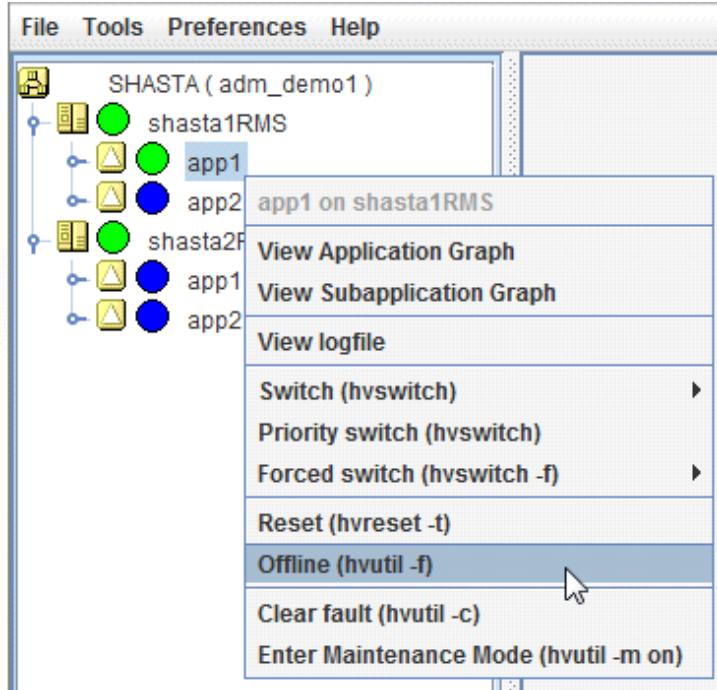 File Tools Preferences Help
SHASTA ( adm_demo1 )
shasta1RMS
app1
app2
shasta2
app1
app2
app1 on shasta1RMS
View Application Graph
View Subapplication Graph
View logfile
Switch (hvswitch)
Priority switch (hvswitch)
Forced switch (hvswitch -f)
Reset (hvreset -t)
Offline (hvutil -f)
Clear fault (hvutil -c)
Enter Maintenance Mode (hvutil -m on)